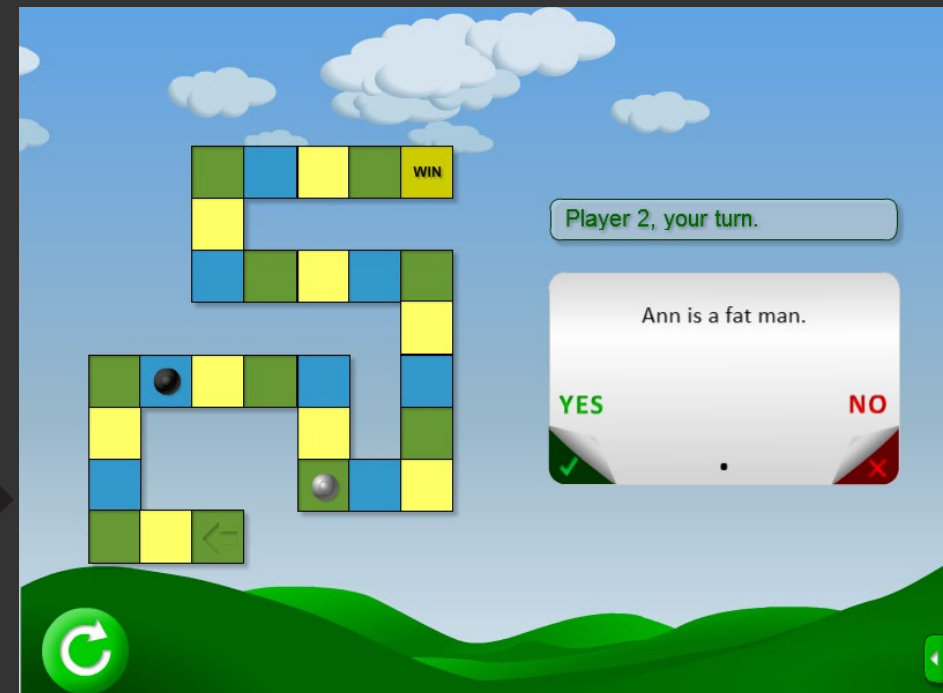 WIN
Player 2, your turn.
Ann is a fat man.
YES
NO